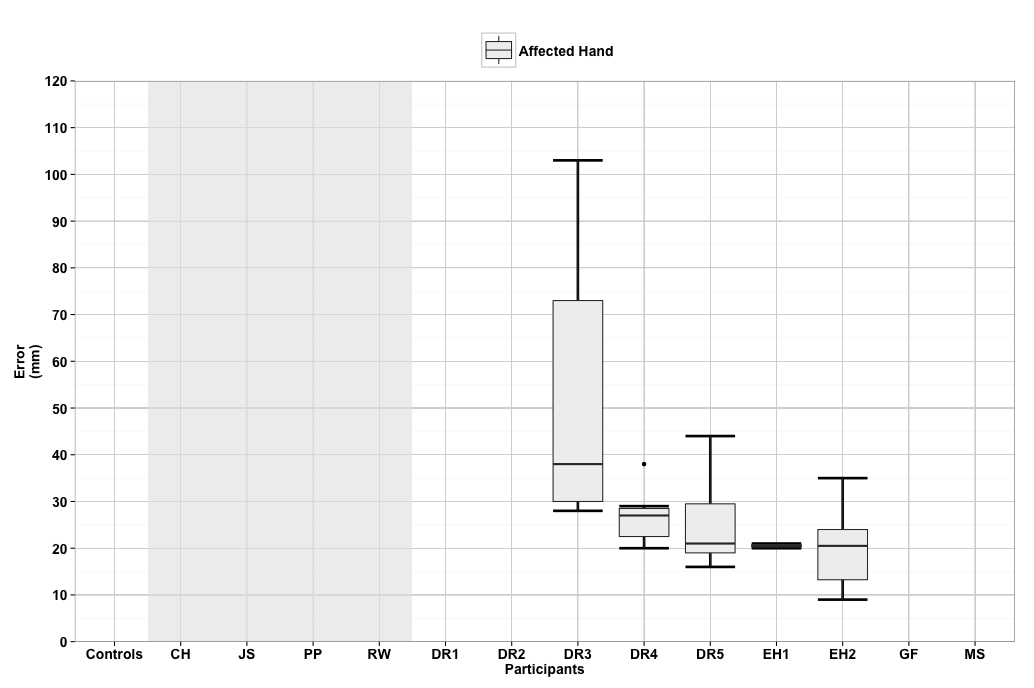 Affected Hand
120
110
100
90
80
70
60
50
40
30
20
10
0
Error
(mm)
Controls CH JS PP RW DR1 DR2 DR3 DR4 DR5 EH1 EH2 GF MS
Participants